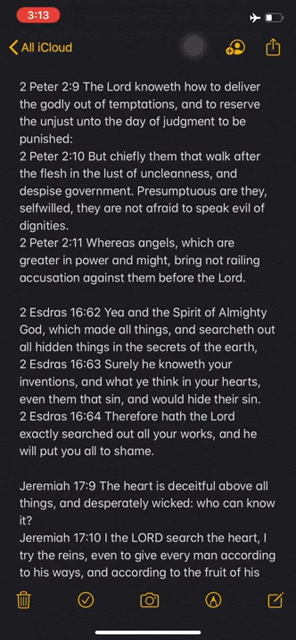 3:13
All iCloud
2 Peter 2:9 The Lord knoweth how to deliver
the godly out of temptations, and to reserve
the unjust unto the day of judgment to be
punished:
2 Peter 2:10 But chiefly them that walk after
the flesh in the lust of uncleanness, and
despise government. Presumptuous are they,
selfwilled, they are not afraid to speak evil of
dignities.
2 Peter 2:11 Whereas angels, which are
greater in power and might, bring not railing
accusation against them before the Lord.
2 Esdras 16:62 Yea and the Spirit of Almighty
God, which made all things, and searcheth out
all hidden things in the secrets of the earth,
2 Esdras 16:63 Surely he knoweth your
inventions, and what ye think in your hearts,
even them that sin, and would hide their sin.
2 Esdras 16:64 Therefore hath the Lord
exactly searched out all your works, and he
will put you all to shame.
Jeremiah 17:9 The heart is deceitful above all
things, and desperately wicked: who can know
it?
Jeremiah 17:10 I the LORD search the heart, I
try the reins, even to give every man according
to his ways, and according to the fruit of his